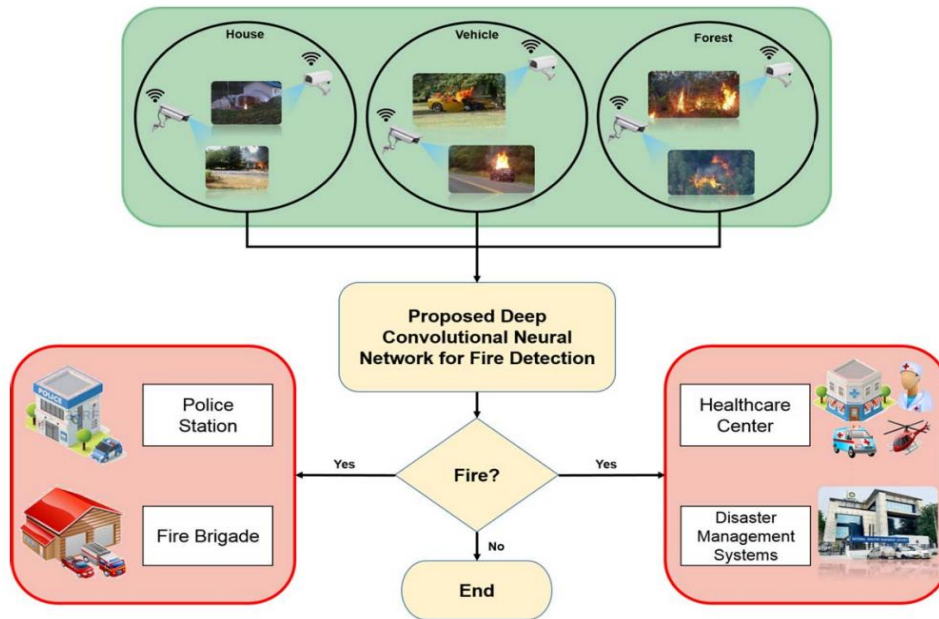 House
Vehicle
Forest
Proposed Deep
Convolutional Neural
Network for Fire Detection
Police
Station
Fire Brigade
Yes
Fire?
Yes
Healthcare
Center
Disaster
Management
Systems
No
End
POLICE